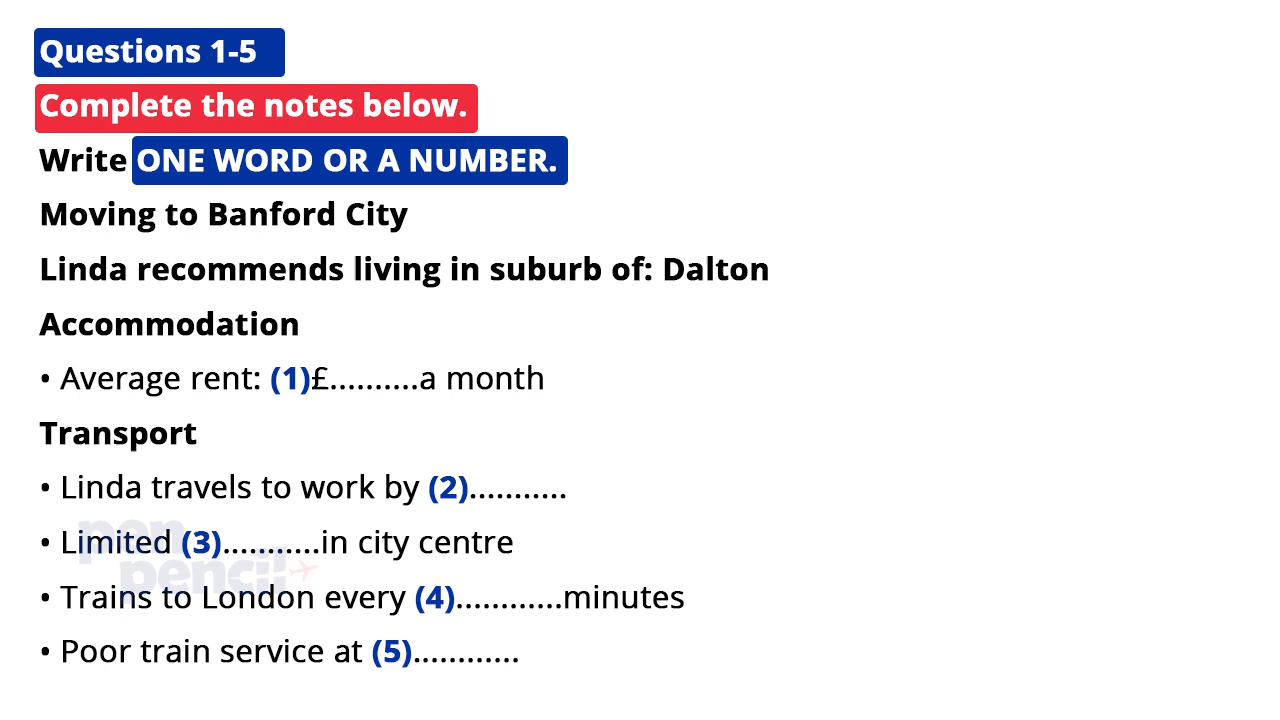 Questions 1-5
Complete the notes below.
Write ONE WORD OR A NUMBER.
Moving to Banford City
Linda recommends living in suburb of: Dalton
Accommodation
• Average rent: (1)£..........a month
Transport
• Linda travels to work by (2)...........
• Limited (3)...........in city centre
• Trains to London every (4)............minutes
• Poor train service at (5)............
pen
pencil